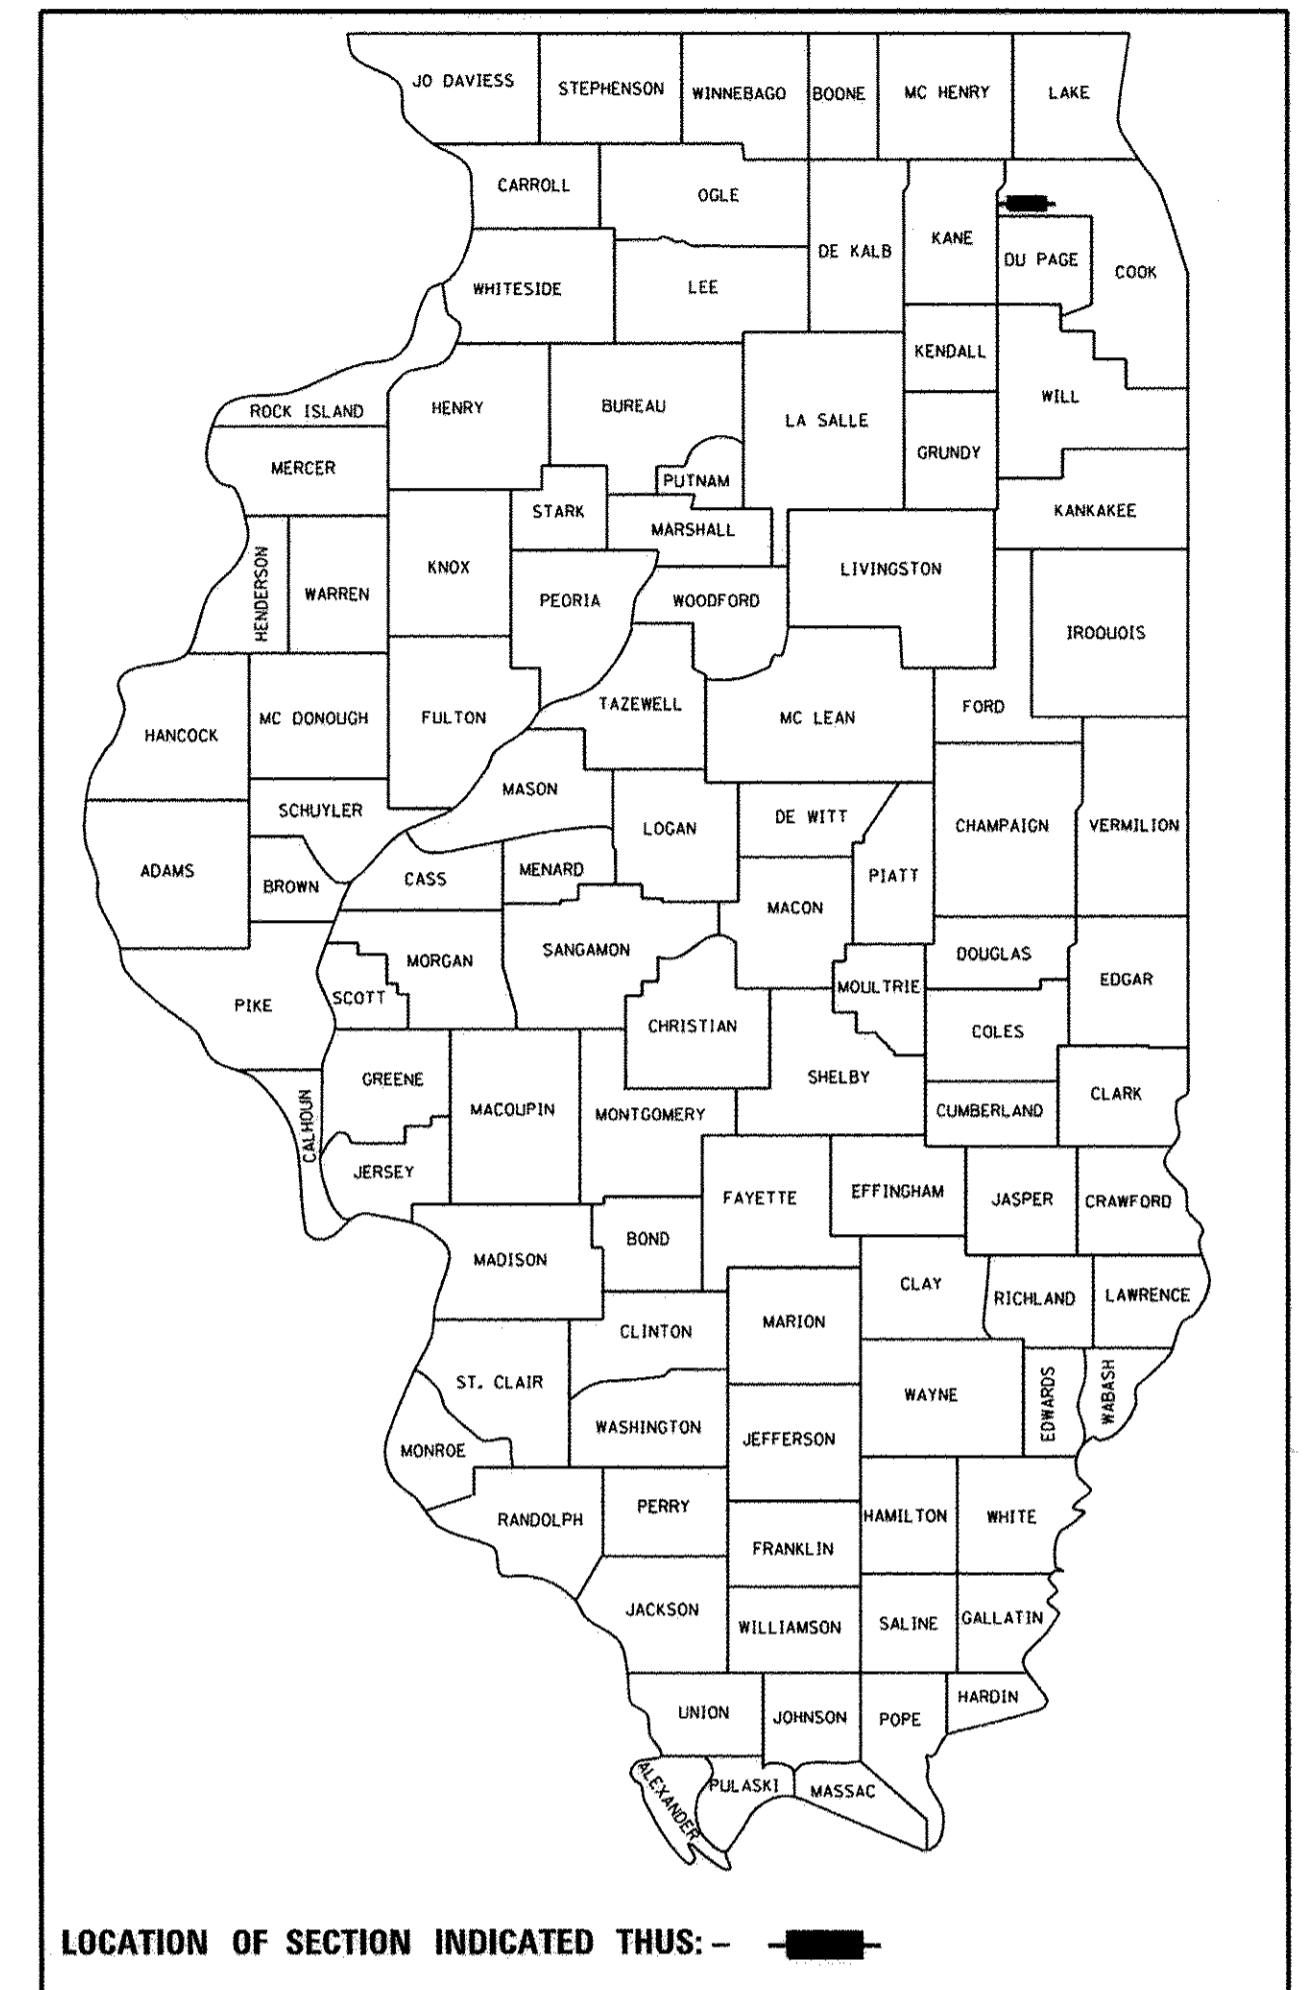 JO DAVIESS
STEPHENSON
WINNEBAGO
BOONE
MC HENRY
LAKE
CARROLL
OGLE
DE KALB
KANE
DU PAGE
COOK
WHITESIDE
LEE
KENDALL
WILL
ROCK ISLAND
HENRY
BUREAU
LA SALLE
GRUNDY
MERCER
PUTNAM
STARK
MARSHALL
KANKAKEE
HENDERSON
WARREN
KNOX
PEORIA
WOODFORD
LIVINGSTON
IROQUOIS
HANCOCK
MC DONOUGH
FULTON
TAZEWELL
MC LEAN
FORD
SCHUYLER
MASON
LOGAN
DE WITT
CHAMPAIGN
VERMILION
ADAMS
BROWN
CASS
MENARD
PIATT
MACON
PIKE
SCOTT
MORGAN
SANGAMON
MOULTRIE
DOUGLAS
EDGAR
CHRISTIAN
COLES
CALHOUN
GREENE
MACOUPIN
MONTGOMERY
SHELBY
CUMBERLAND
CLARK
JERSEY
FAYETTE
EFFINGHAM
JASPER
CRAWFORD
MADISON
BOND
CLAY
RICHLAND
LAWRENCE
CLINTON
MARION
ST. CLAIR
WASHINGTON
WAYNE
EDWARDS
WABASH
MONROE
JEFFERSON
RANDOLPH
PERRY
FRANKLIN
HAMILTON
WHITE
JACKSON
WILLIAMSON
SALINE
GALLATIN
UNION
JOHNSON
POPE
HARDIN
ALEXANDER
PULASKI
MASSAC
LOCATION OF SECTION INDICATED THUS: –